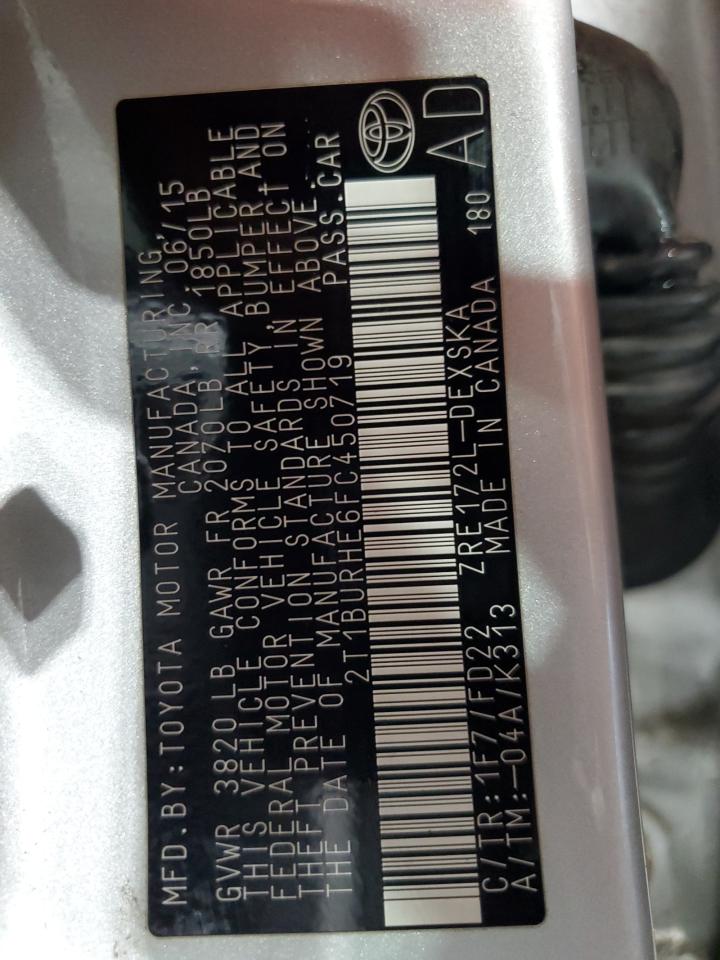 MFD.BY:TOYOTA MOTOR MANUFACTURING,
CANADA, INC. 06/15
GVWR 3820 LB GAWR FR 2070LB RR 1850LB
THIS VEHICLE CONFORMS TO ALL APPLICABLE
FEDERAL MOTOR VEHICLE SAFETY, BUMPER, AND
THEFT PREVENTION STANDARDS IN EFFECT ON
THE DATE OF MANUFACTURE SHOWN ABOVE.
2T1BURHE6FC450719 PASS.CAR
C/TR:1F7/FD22 ZRE172L-DEXSKA
A/TM:-04A/K313 MADE IN CANADA 180 AD